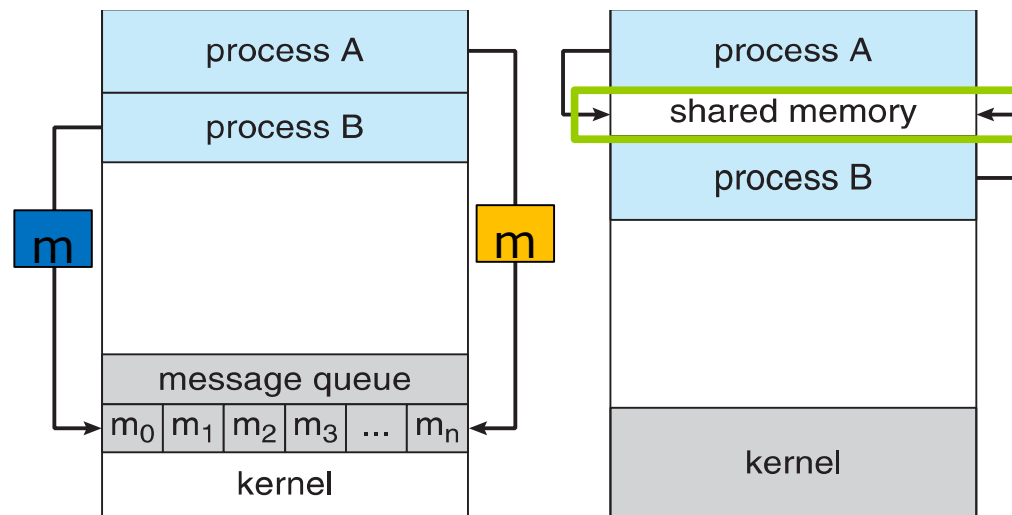 process A
process B
m
m
message queue
m₀ m₁ m₂ m₃ ... mₙ
kernel
process A
shared memory
process B
kernel